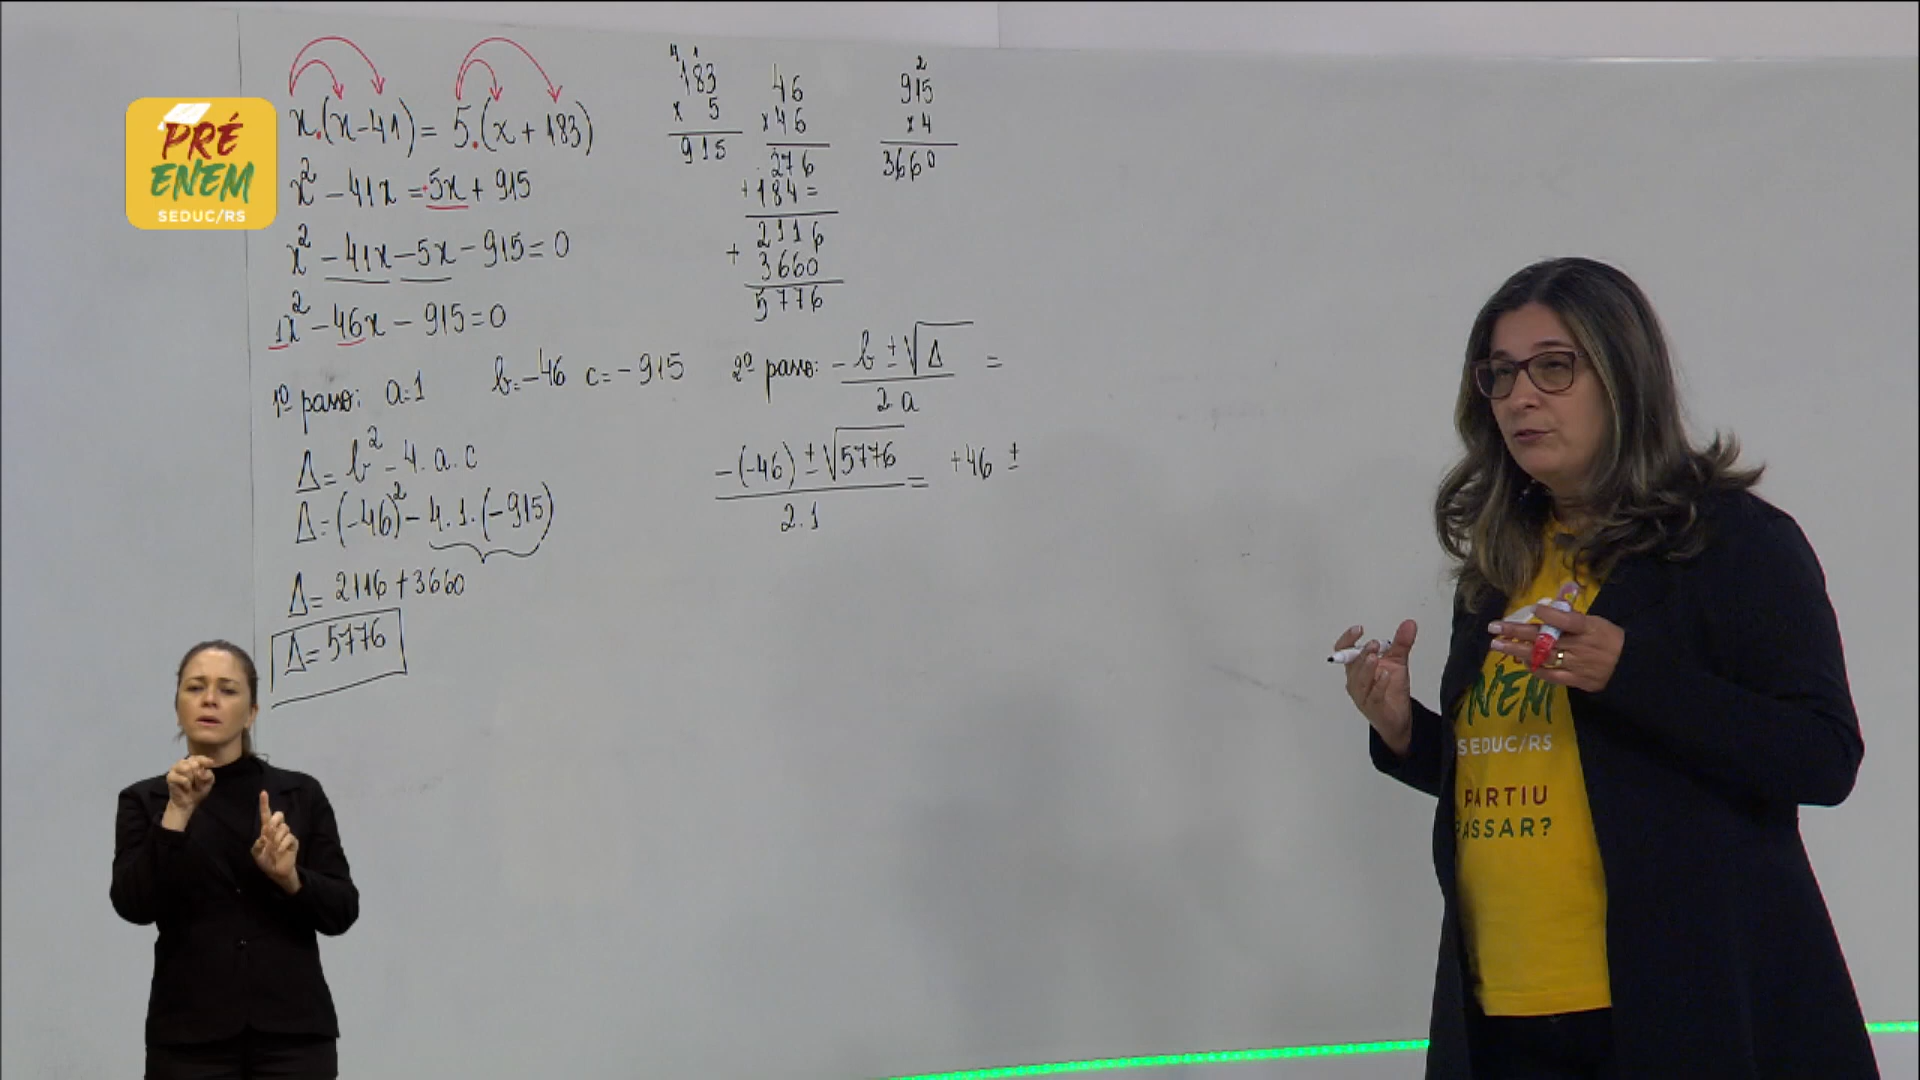 PRÉ
ENEM
SEDUC/RS
x.(x-41) = 5.(x + 183)
x² - 41x = +5x + 915
x² - 41x - 5x - 915 = 0
1x² - 46x - 915 = 0
1º passo: a=1 b=-46 c=-915
Δ = b² - 4.a.c
Δ = (-46)² - 4.1.(-915)
Δ = 2116 + 3660
Δ = 5776
183
x 5
915
46
x46
276
+184=
2116
+
3660
5776
2
915
x4
3660
2º passo: -b ± √Δ =
2a
-(-46) ± √5776 = +46 ±
2.1
ENEM
SEDUC/RS
PARTIU
PASSAR?